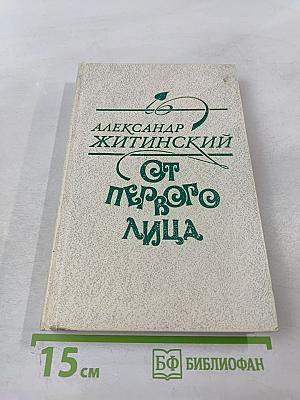 АЛЕКСАНДР
ЖИТИНСКИЙ
ОТ
ПЕРВОГО
ЛИЦА
15 см
БФ БИБЛИОФАН